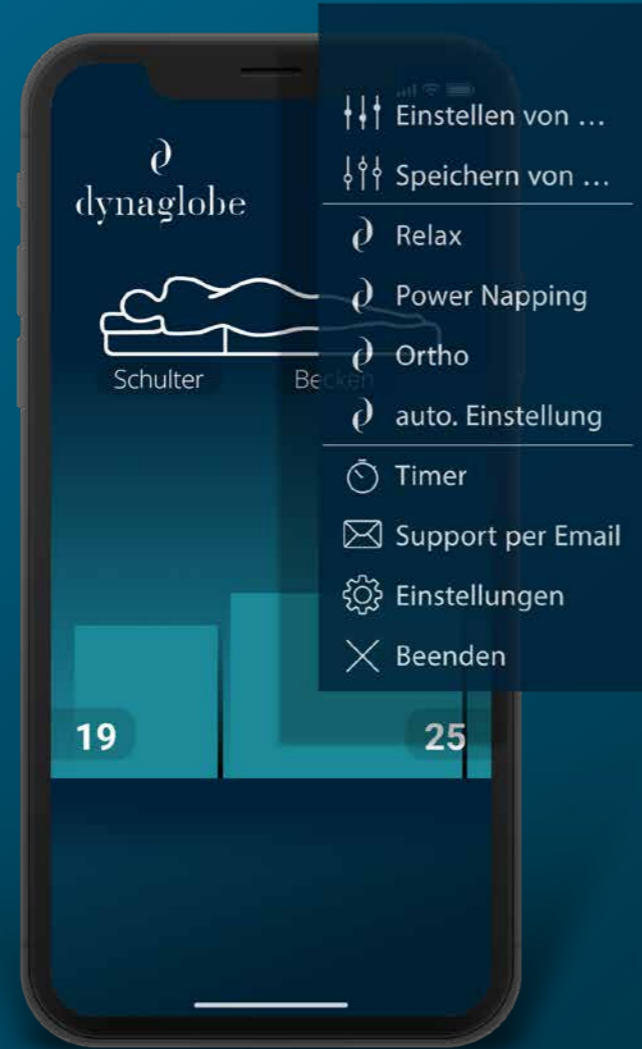 dynaglobe
Schulter
Becken
19
25
Einstellen von ...
Speichern von ...
Relax
Power Napping
Ortho
auto. Einstellung
Timer
Support per Email
Einstellungen
Beenden